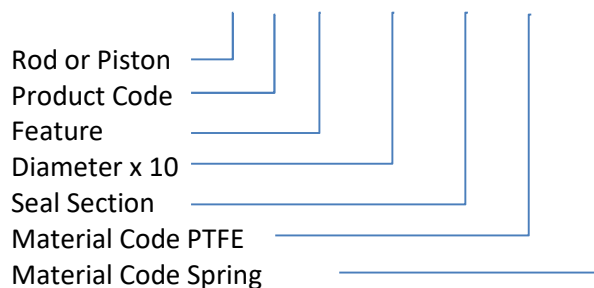 Rod or Piston
Product Code
Feature
Diameter x 10
Seal Section
Material Code PTFE
Material Code Spring